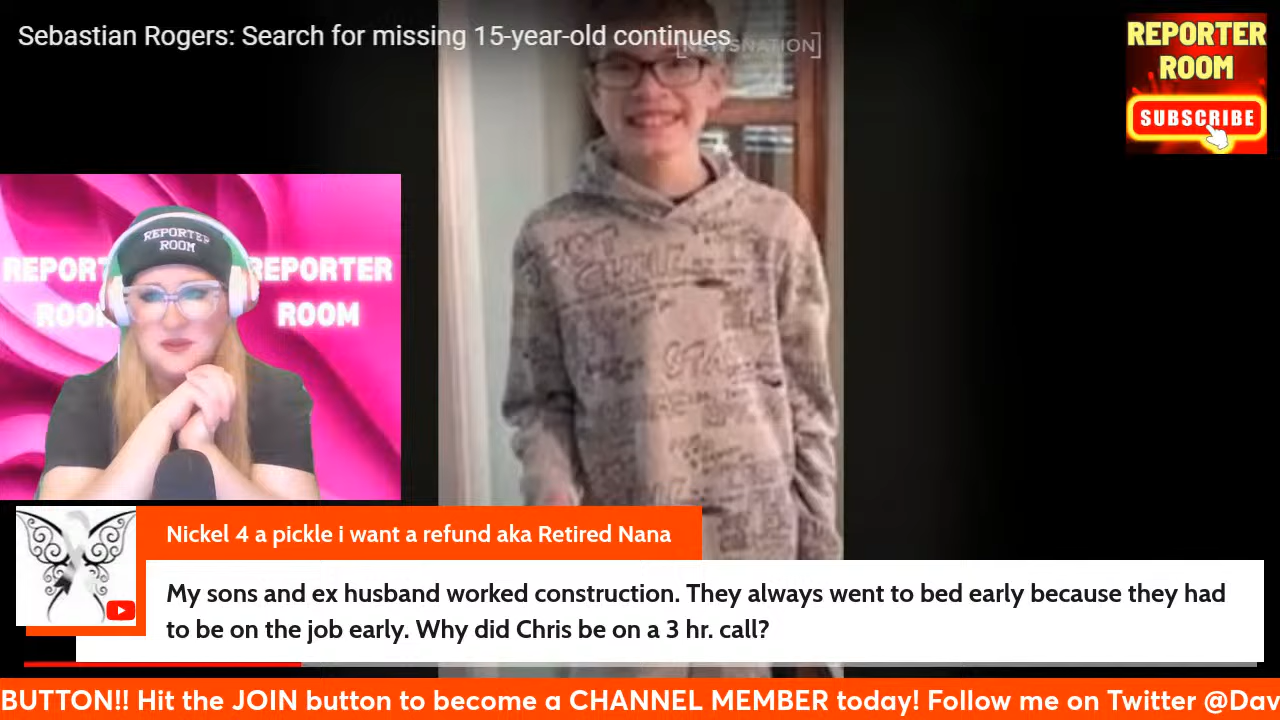 Sebastian Rogers: Search for missing 15-year-old continues
NEWSNATION
REPORTER
ROOM
SUBSCRIBE
REPORTER
ROOM
REPORTER
ROOM
Nickel 4 a pickle i want a refund aka Retired Nana
My sons and ex husband worked construction. They always went to bed early because they had
to be on the job early. Why did Chris be on a 3 hr. call?
BUTTON!! Hit the JOIN button to become a CHANNEL MEMBER today! Follow me on Twitter @Dav